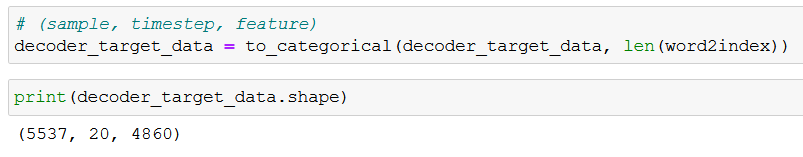 # (sample, timestep, feature)
decoder_target_data = to_categorical(decoder_target_data, len(word2index))
print(decoder_target_data.shape)
(5537, 20, 4860)